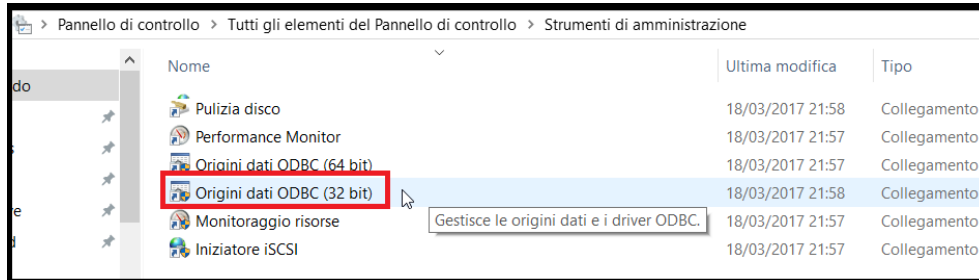 Pannello di controllo > Tutti gli elementi del Pannello di controllo > Strumenti di amministrazione
Nome Ultima modifica Tipo
do
Pulizia disco 18/03/2017 21:58 Collegamento
Performance Monitor 18/03/2017 21:57 Collegamento
Origini dati ODBC (64 bit) 18/03/2017 21:57 Collegamento
Origini dati ODBC (32 bit) 18/03/2017 21:58 Collegamento
re Monitoraggio risorse 18/03/2017 21:57 Collegamento
Gestisce le origini dati e i driver ODBC.
Iniziatore iSCSI 18/03/2017 21:57 Collegamento